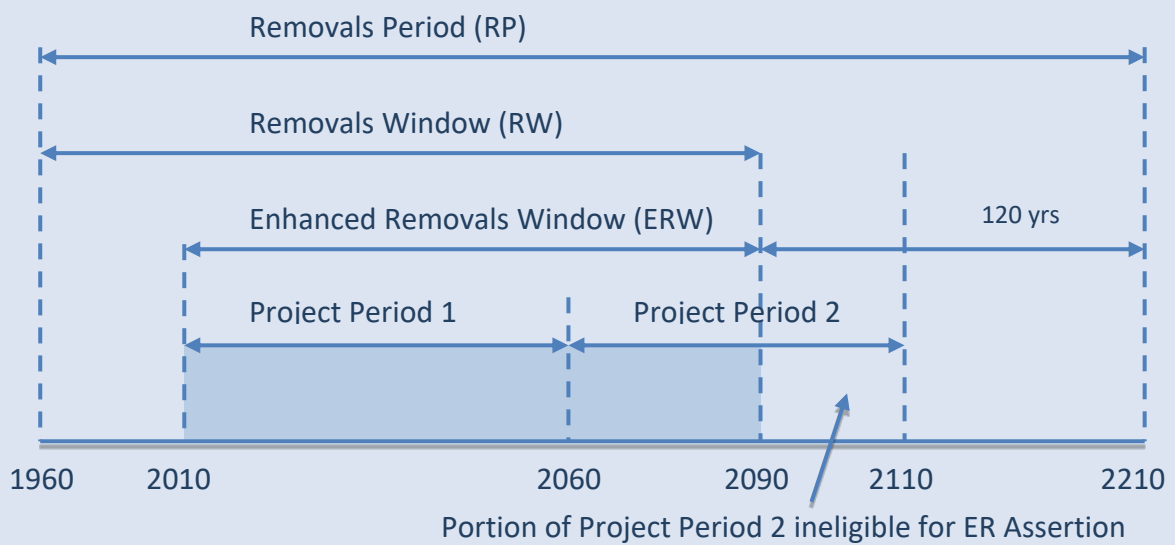 Removals Period (RP)
Removals Window (RW)
Enhanced Removals Window (ERW)
120 yrs
Project Period 1
Project Period 2
1960
2010
2060
2090
2110
2210
Portion of Project Period 2 ineligible for ER Assertion